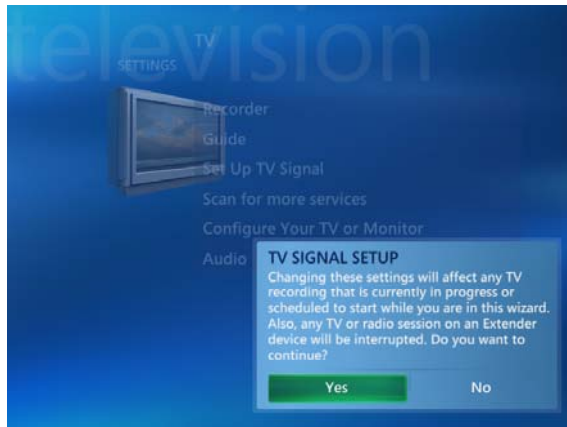 television
TV
SETTINGS
Recorder
Guide
Set Up TV Signal
Scan for more services
Configure Your TV or Monitor
Audio
TV SIGNAL SETUP
Changing these settings will affect any TV
recording that is currently in progress or
scheduled to start while you are in this wizard.
Also, any TV or radio session on an Extender
device will be interrupted. Do you want to
continue?
Yes No